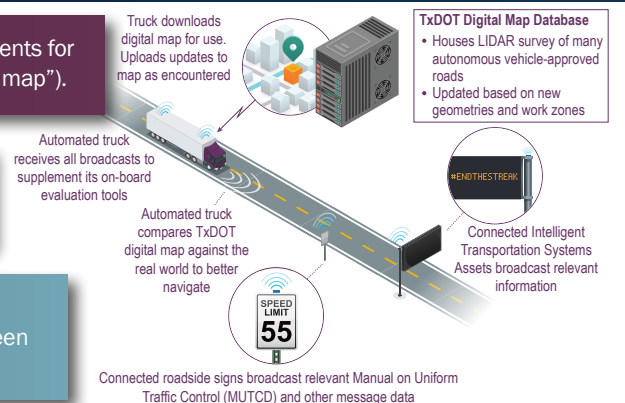 ents for
map").
een
Truck downloads
digital map for use.
Uploads updates to
map as encountered
TxDOT Digital Map Database
• Houses LIDAR survey of many
autonomous vehicle-approved
roads
• Updated based on new
geometries and work zones
Automated truck
receives all broadcasts to
supplement its on-board
evaluation tools
Automated truck
compares TxDOT
digital map against the
real world to better
navigate
#ENDTHESTREAK
Connected Intelligent
Transportation Systems
Assets broadcast relevant
information
SPEED
LIMIT
55
Connected roadside signs broadcast relevant Manual on Uniform
Traffic Control (MUTCD) and other message data